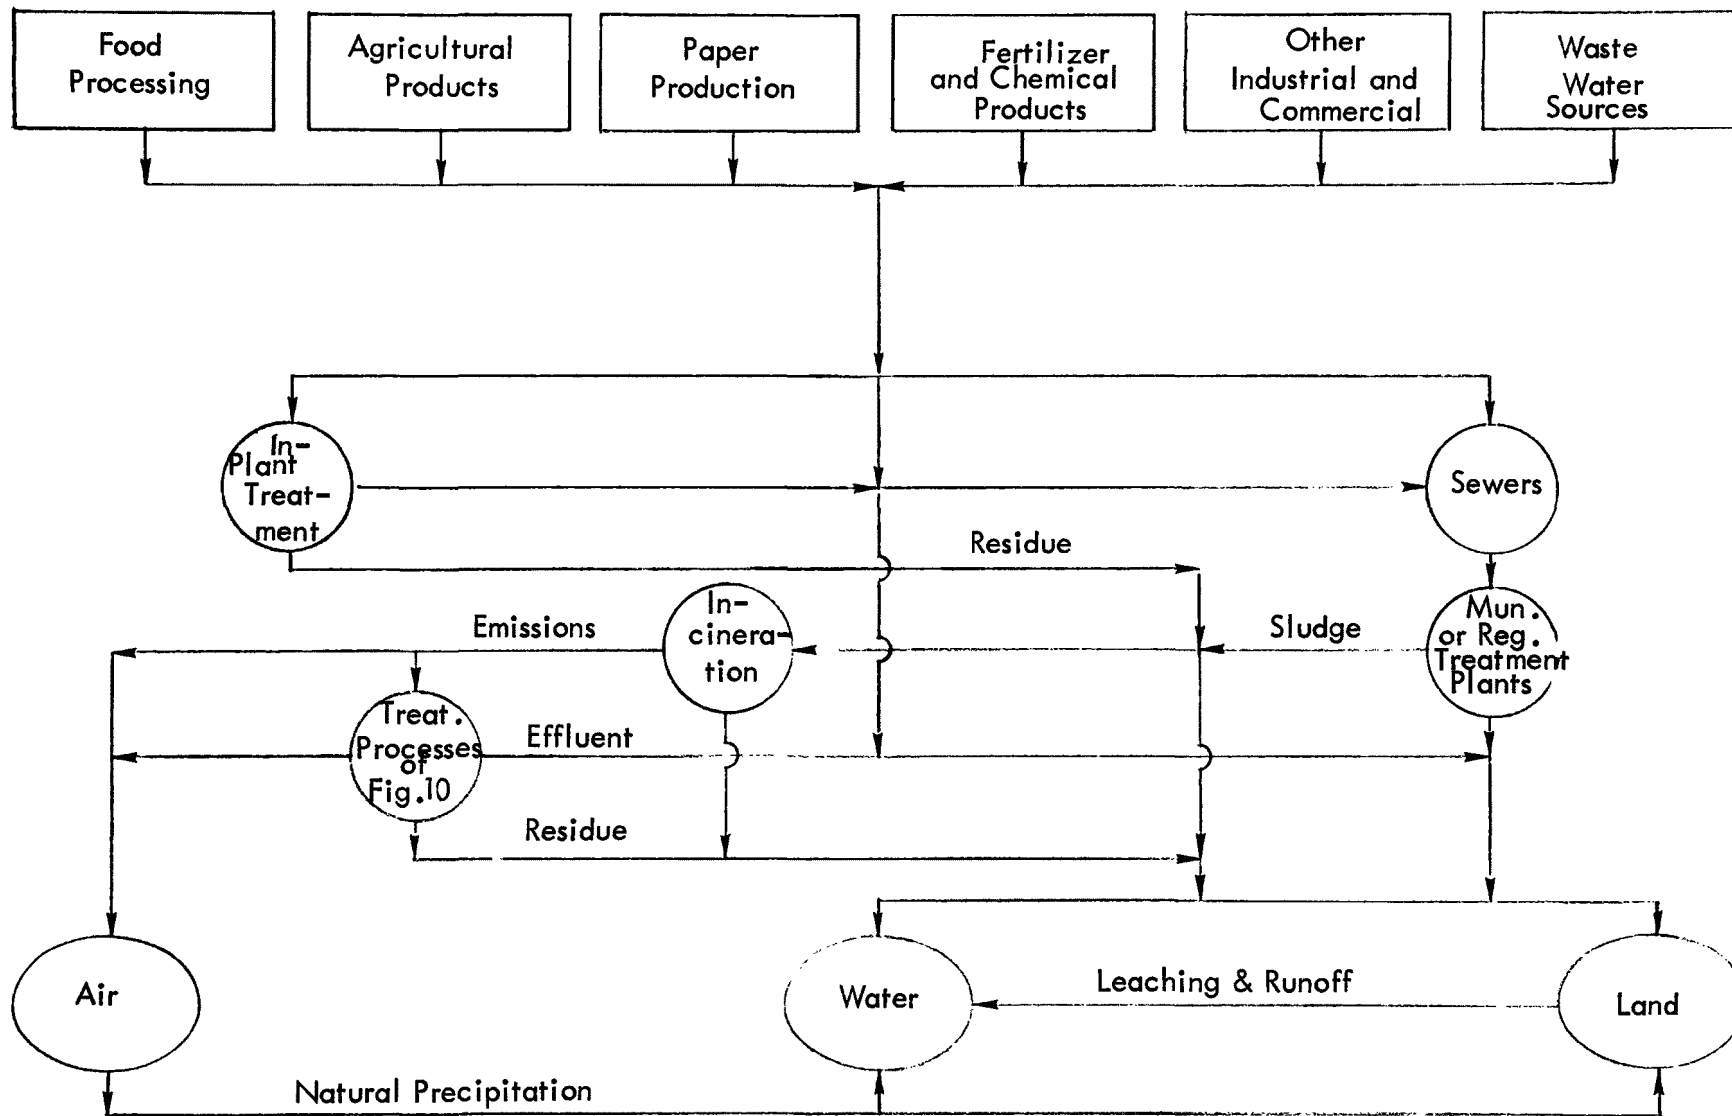 Food
Processing
Agricultural
Products
Paper
Production
Fertilizer
and Chemical
Products
Other
Industrial and
Commercial
Waste
Water
Sources
In-
Plant
Treat-
ment
Sewers
Residue
In-
cinera-
tion
Emissions
Sludge
Mun.
or Reg.
Treatment
Plants
Treat.
Processes
of
Fig.10
Effluent
Residue
Air
Water
Leaching & Runoff
Land
Natural Precipitation